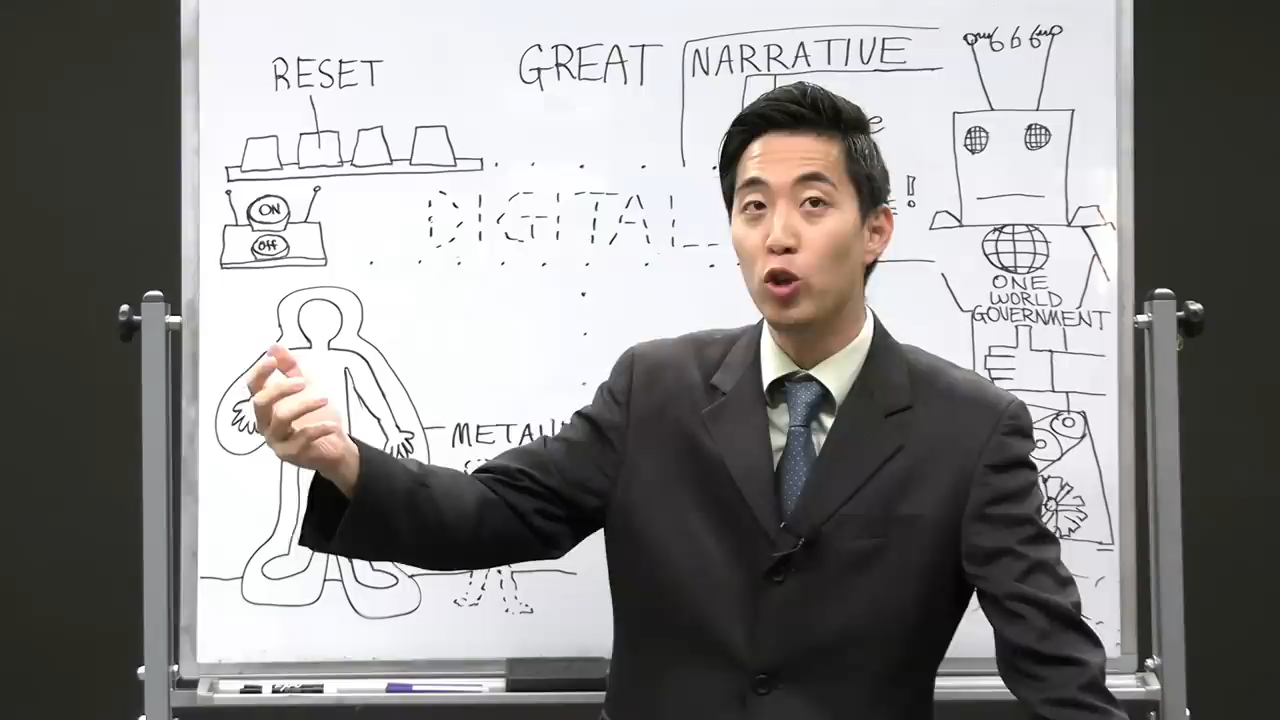 RESET
GREAT NARRATIVE
666
ON
OFF
DIGITAL
!
ONE
WORLD
GOVERNMENT